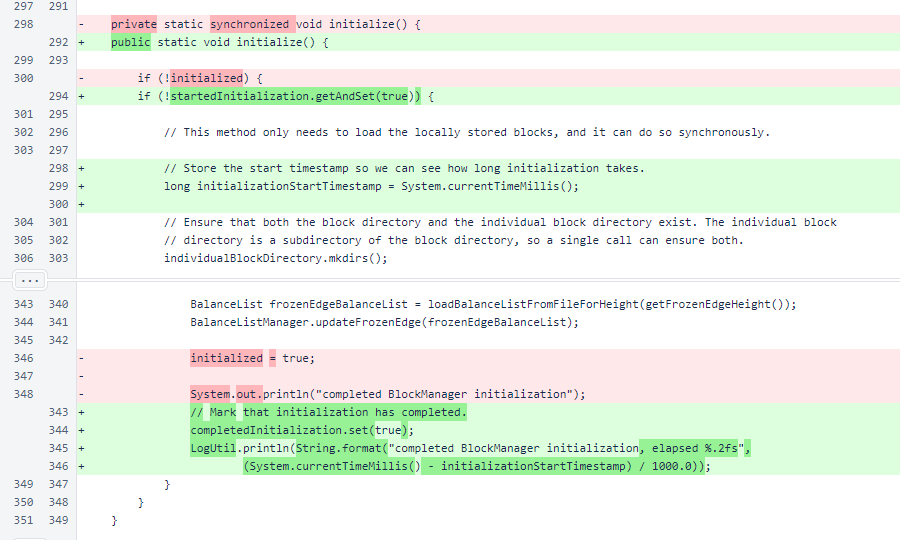 297 291
298 - private static synchronized void initialize() {
292 + public static void initialize() {
299 293
300 - if (!initialized) {
294 + if (!startedInitialization.getAndSet(true)) {
301 295
302 296 // This method only needs to load the locally stored blocks, and it can do so synchronously.
303 297
298 + // Store the start timestamp so we can see how long initialization takes.
299 + long initializationStartTimestamp = System.currentTimeMillis();
300 +
304 301 // Ensure that both the block directory and the individual block directory exist. The individual block
305 302 // directory is a subdirectory of the block directory, so a single call can ensure both.
306 303 individualBlockDirectory.mkdirs();
...
343 340 BalanceList frozenEdgeBalanceList = loadBalanceListFromFileForHeight(getFrozenEdgeHeight());
344 341 BalanceListManager.updateFrozenEdge(frozenEdgeBalanceList);
345 342
346 - initialized = true;
347 -
348 - System.out.println("completed BlockManager initialization");
343 + // Mark that initialization has completed.
344 + completedInitialization.set(true);
345 + LogUtil.println(String.format("completed BlockManager initialization, elapsed %.2fs",
346 + (System.currentTimeMillis() - initializationStartTimestamp) / 1000.0));
349 347 }
350 348 }
351 349 }